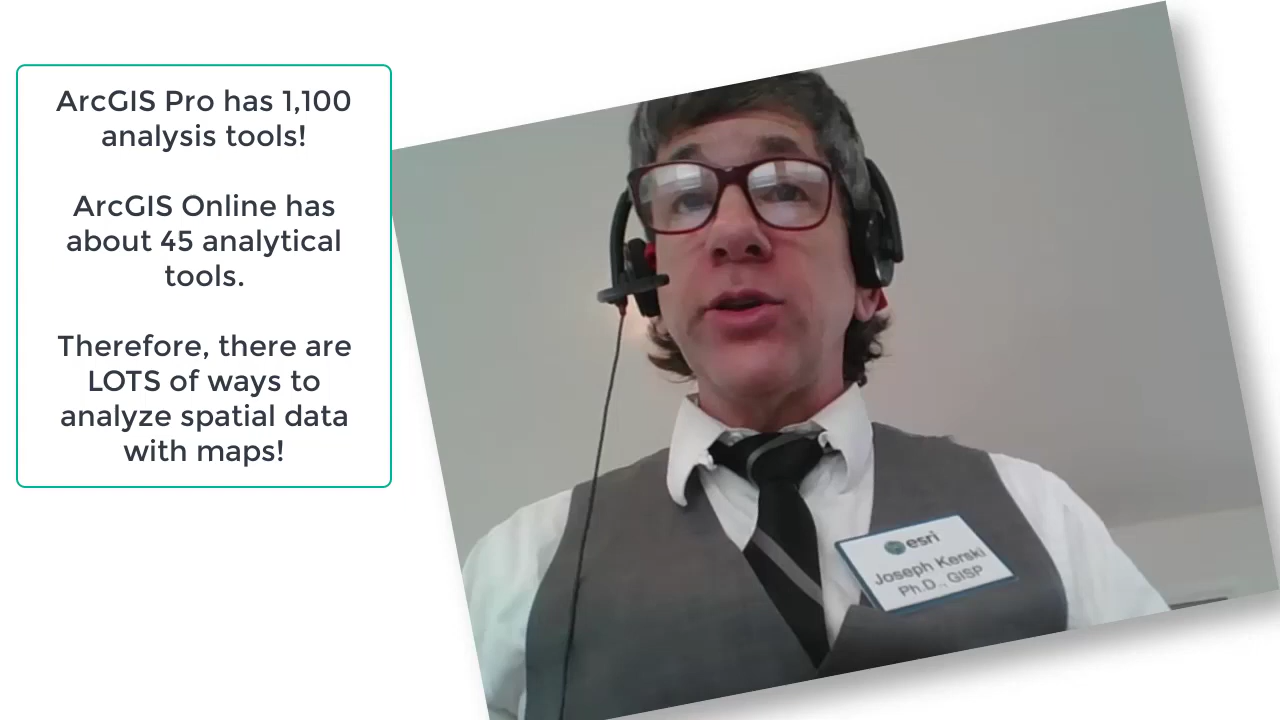 ArcGIS Pro has 1,100
analysis tools!
ArcGIS Online has
about 45 analytical
tools.
Therefore, there are
LOTS of ways to
analyze spatial data
with maps!
esri
Joseph Kerski
Ph.D., GISP